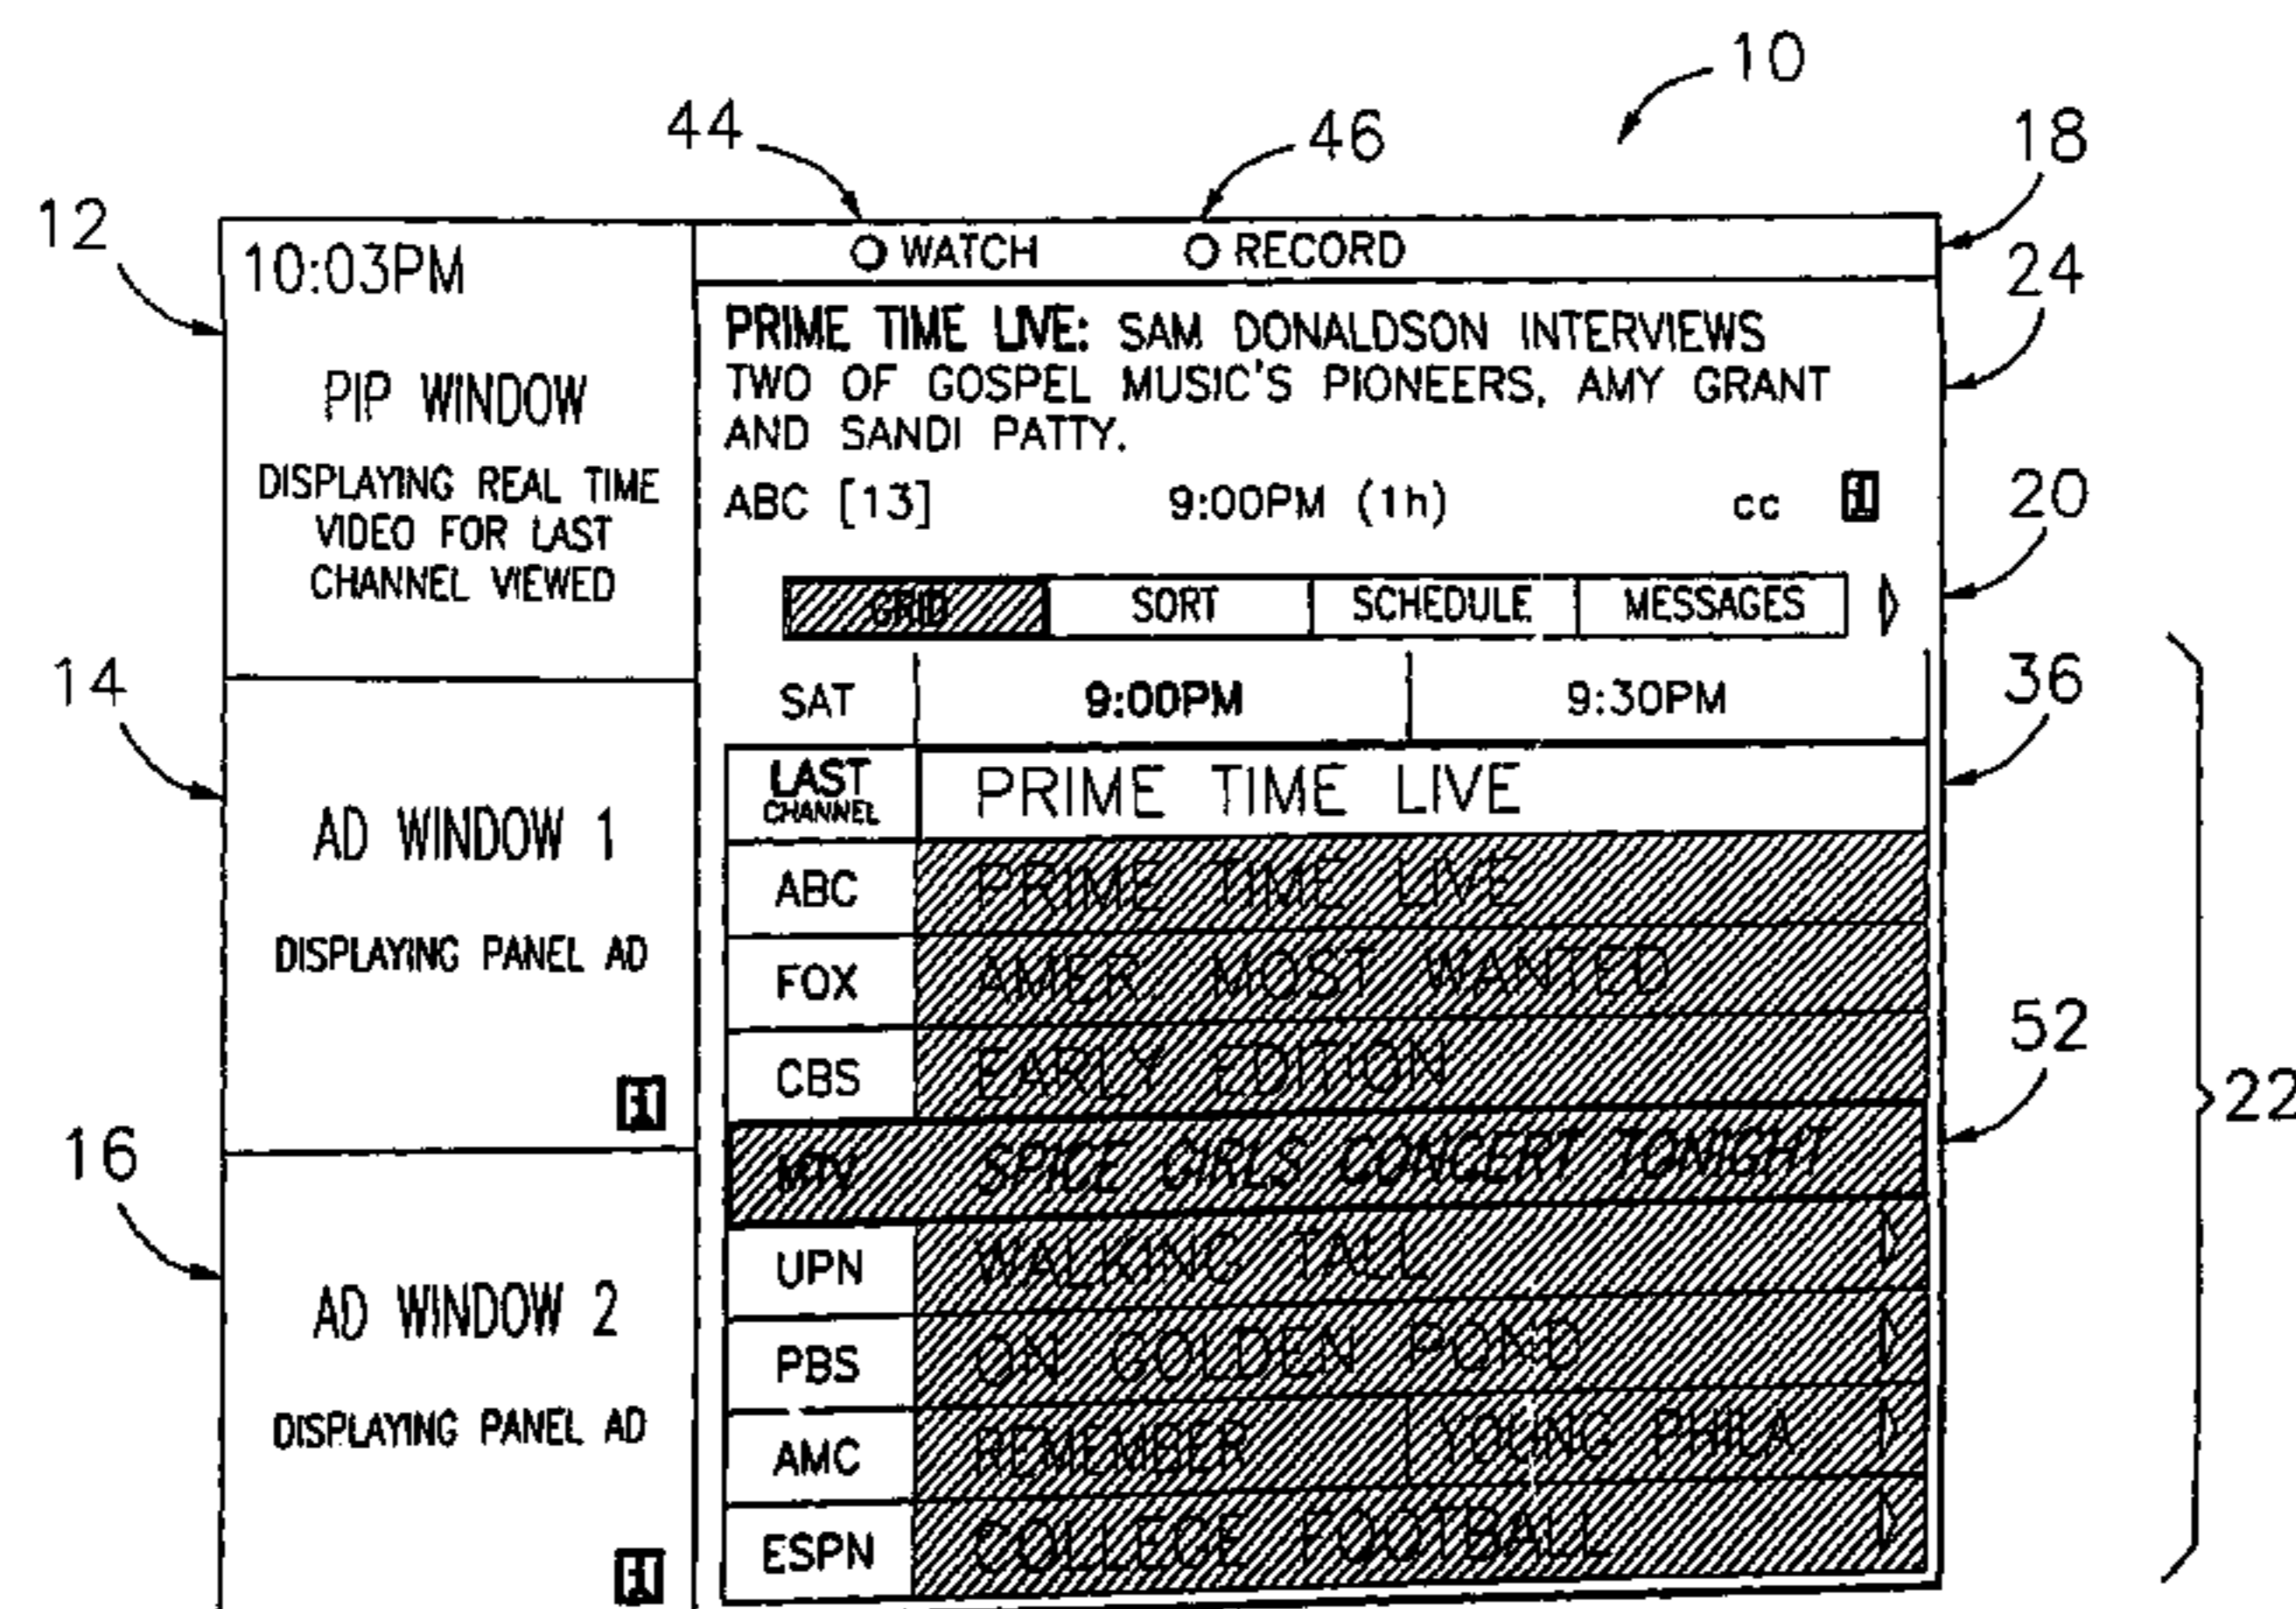 10
44
46
18
12
24
10:03PM
WATCH
RECORD
PIP WINDOW
DISPLAYING REAL TIME
VIDEO FOR LAST
CHANNEL VIEWED
PRIME TIME LIVE: SAM DONALDSON INTERVIEWS
TWO OF GOSPEL MUSIC'S PIONEERS, AMY GRANT
AND SANDI PATTY.
ABC [13] 9:00PM (1h) cc i
20
GRID SORT SCHEDULE MESSAGES
14
36
SAT 9:00PM 9:30PM
LAST
CHANNEL
PRIME TIME LIVE
AD WINDOW 1
DISPLAYING PANEL AD
i
ABC PRIME TIME LIVE
FOX AMER. MOST WANTED
CBS EARLY EDITION
52
22
MTV SPICE GIRLS CONCERT TONIGHT
16
UPN WALKING TALL
PBS ON GOLDEN POND
AMC REMEMBER YOUNG PHILA
ESPN COLLEGE FOOTBALL
AD WINDOW 2
DISPLAYING PANEL AD
i